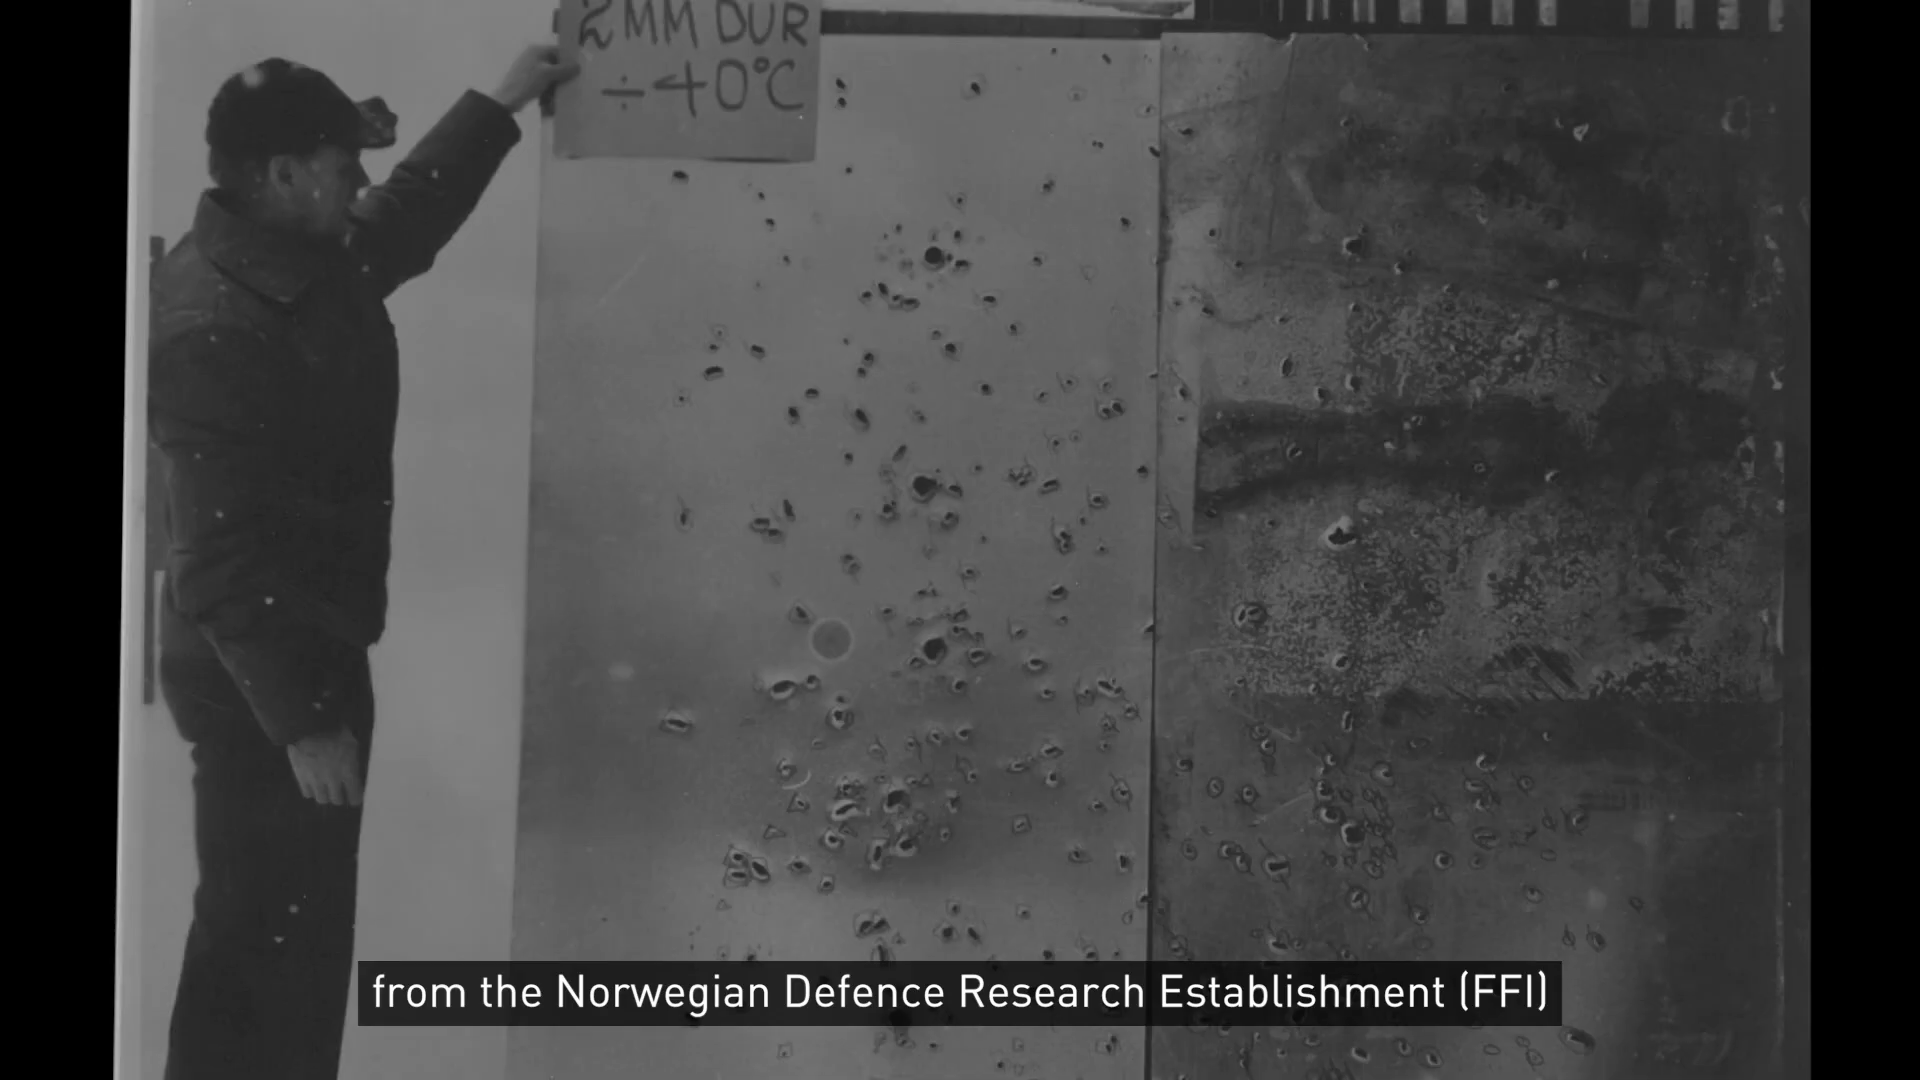 2MM DUR
÷40°C
from the Norwegian Defence Research Establishment (FFI)